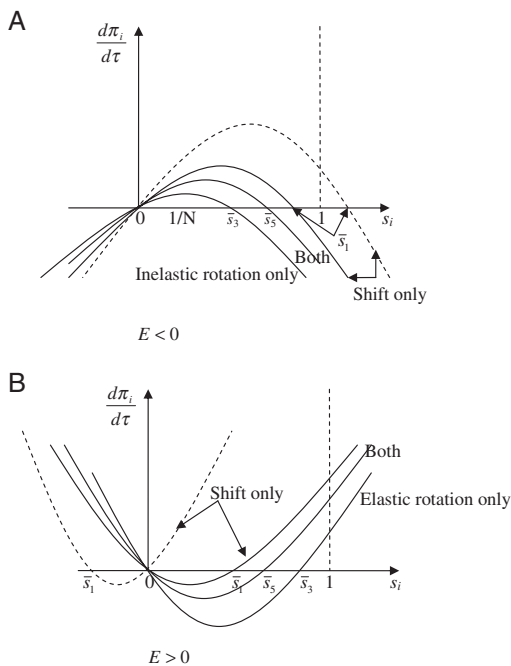 A
dπ_i
dτ
0 1/N s̄_3 s̄_5 1 s_i
s̄_1
Both
Inelastic rotation only
Shift only
E < 0
B
dπ_i
dτ
Both
Shift only
Elastic rotation only
s̄_1 0 s̄_1 s̄_5 s̄_3 1 s_i
E > 0